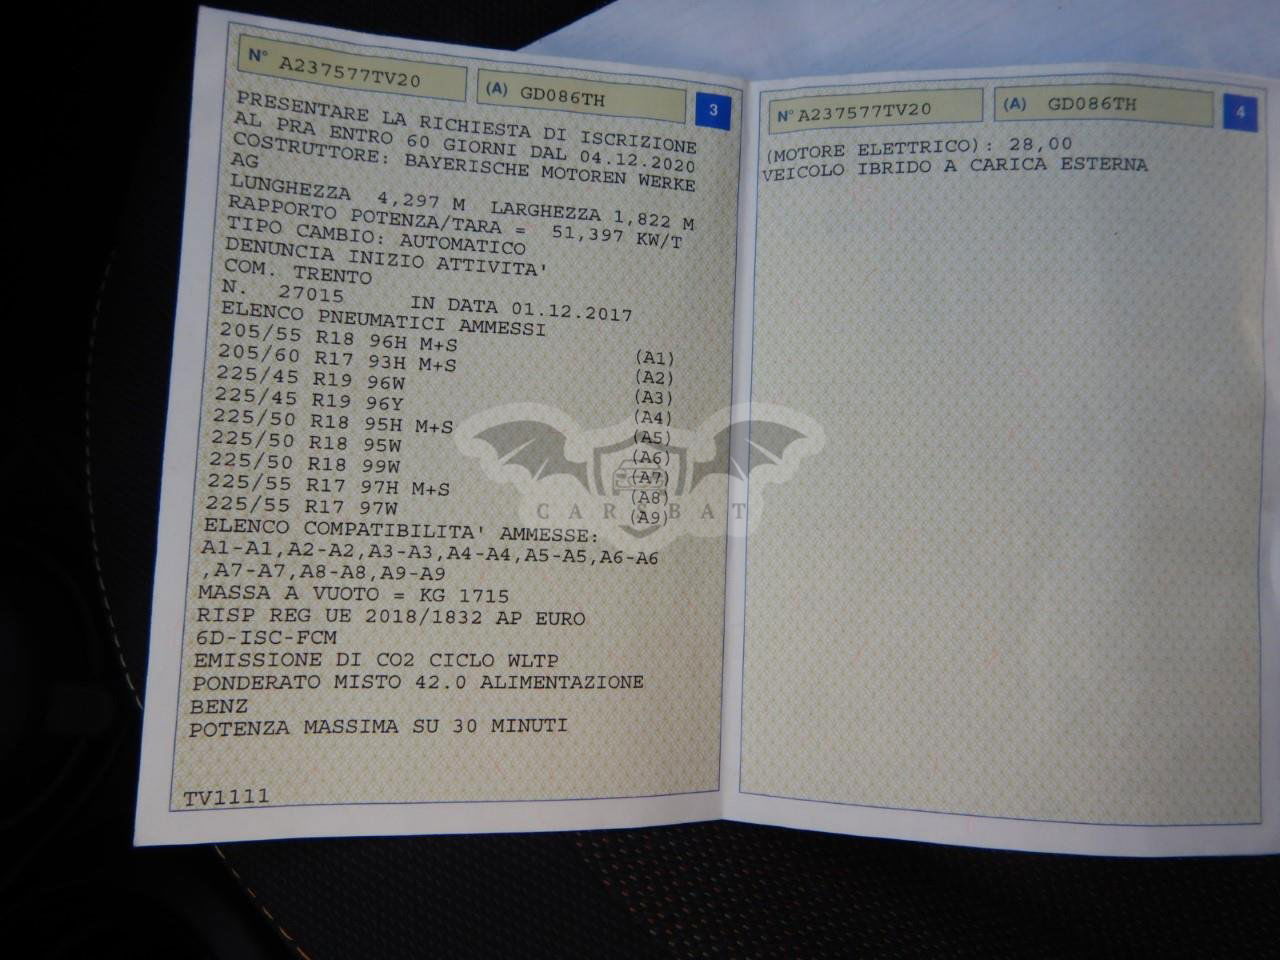 N° A237577TV20
(A) GD086TH
3
PRESENTARE LA RICHIESTA DI ISCRIZIONE
AL PRA ENTRO 60 GIORNI DAL 04.12.2020
COSTRUTTORE: BAYERISCHE MOTOREN WERKE
AG
LUNGHEZZA 4,297 M LARGHEZZA 1,822 M
RAPPORTO POTENZA/TARA = 51,397 KW/T
TIPO CAMBIO: AUTOMATICO
DENUNCIA INIZIO ATTIVITA'
COM. TRENTO
N. 27015 IN DATA 01.12.2017
ELENCO PNEUMATICI AMMESSI
205/55 R18 96H M+S (A1)
205/60 R17 93H M+S (A2)
225/45 R19 96W (A3)
225/45 R19 96Y (A4)
225/50 R18 95H M+S (A5)
225/50 R18 95W (A6)
225/50 R18 99W (A7)
225/55 R17 97H M+S (A8)
225/55 R17 97W (A9)
ELENCO COMPATIBILITA' AMMESSE:
A1-A1,A2-A2,A3-A3,A4-A4,A5-A5,A6-A6
,A7-A7,A8-A8,A9-A9
MASSA A VUOTO = KG 1715
RISP REG UE 2018/1832 AP EURO
6D-ISC-FCM
EMISSIONE DI CO2 CICLO WLTP
PONDERATO MISTO 42.0 ALIMENTAZIONE
BENZ
POTENZA MASSIMA SU 30 MINUTI
TV1111
N° A237577TV20
(A) GD086TH
4
(MOTORE ELETTRICO): 28,00
VEICOLO IBRIDO A CARICA ESTERNA
CARSBAT